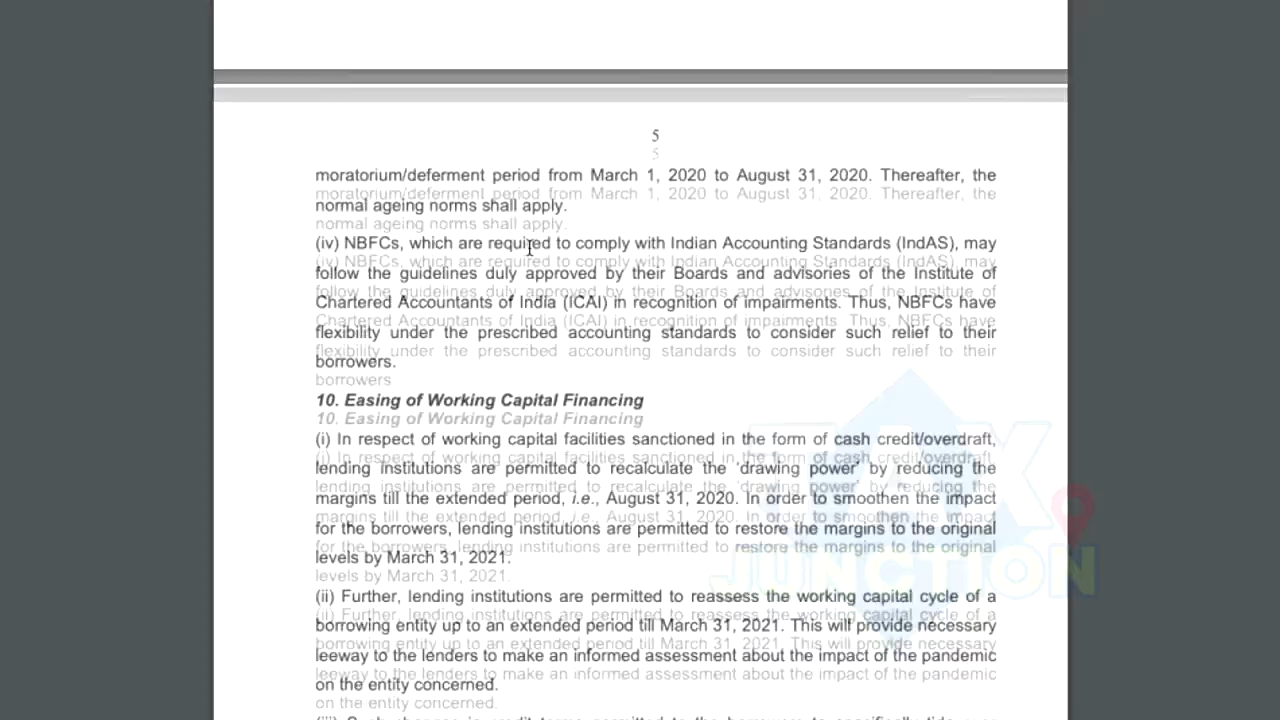 5
moratorium/deferment period from March 1, 2020 to August 31, 2020. Thereafter, the
normal ageing norms shall apply.
(iv) NBFCs, which are required to comply with Indian Accounting Standards (IndAS), may
follow the guidelines duly approved by their Boards and advisories of the Institute of
Chartered Accountants of India (ICAI) in recognition of impairments. Thus, NBFCs have
flexibility under the prescribed accounting standards to consider such relief to their
borrowers.
10. Easing of Working Capital Financing
(i) In respect of working capital facilities sanctioned in the form of cash credit/overdraft,
lending institutions are permitted to recalculate the 'drawing power' by reducing the
margins till the extended period, i.e., August 31, 2020. In order to smoothen the impact
for the borrowers, lending institutions are permitted to restore the margins to the original
levels by March 31, 2021.
(ii) Further, lending institutions are permitted to reassess the working capital cycle of a
borrowing entity up to an extended period till March 31, 2021. This will provide necessary
leeway to the lenders to make an informed assessment about the impact of the pandemic
on the entity concerned.
TAX
JUNCTION